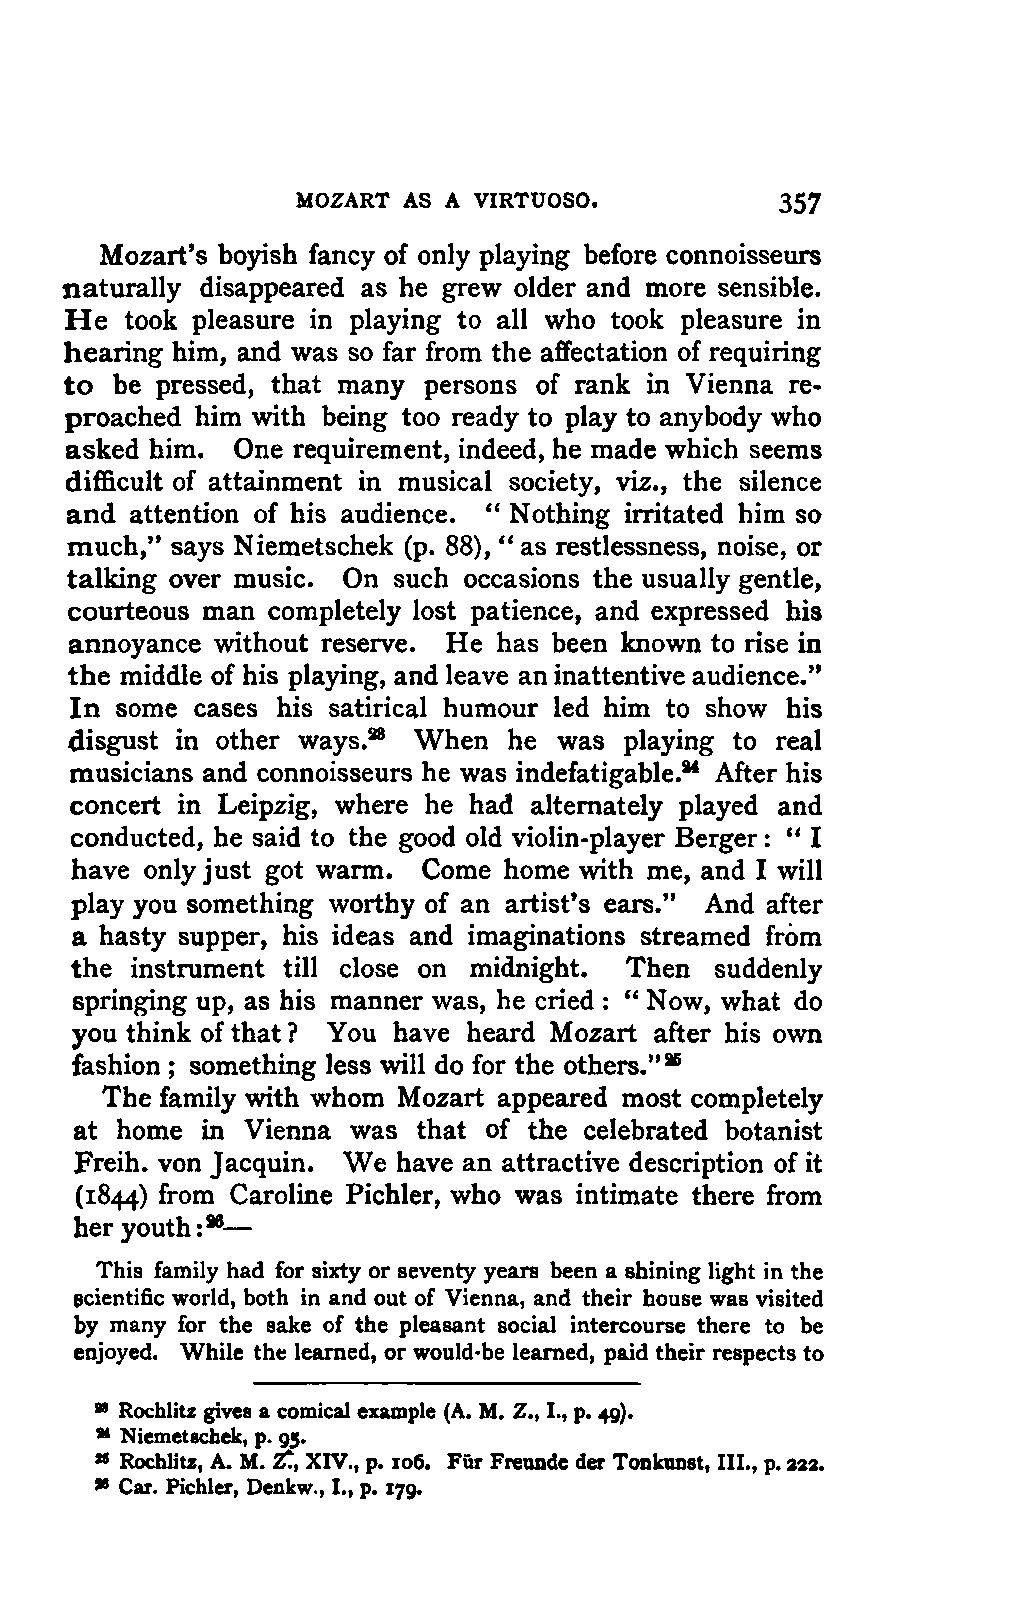 MOZART AS A VIRTUOSO. 357
Mozart's boyish fancy of only playing before connoisseurs
naturally disappeared as he grew older and more sensible.
He took pleasure in playing to all who took pleasure in
hearing him, and was so far from the affectation of requiring
to be pressed, that many persons of rank in Vienna re-
proached him with being too ready to play to anybody who
asked him. One requirement, indeed, he made which seems
difficult of attainment in musical society, viz., the silence
and attention of his audience. "Nothing irritated him so
much," says Niemetschek (p. 88), "as restlessness, noise, or
talking over music. On such occasions the usually gentle,
courteous man completely lost patience, and expressed his
annoyance without reserve. He has been known to rise in
the middle of his playing, and leave an inattentive audience."
In some cases his satirical humour led him to show his
disgust in other ways.²³ When he was playing to real
musicians and connoisseurs he was indefatigable.²⁴ After his
concert in Leipzig, where he had alternately played and
conducted, he said to the good old violin-player Berger: "I
have only just got warm. Come home with me, and I will
play you something worthy of an artist's ears." And after
a hasty supper, his ideas and imaginations streamed from
the instrument till close on midnight. Then suddenly
springing up, as his manner was, he cried: "Now, what do
you think of that? You have heard Mozart after his own
fashion; something less will do for the others."²⁵
The family with whom Mozart appeared most completely
at home in Vienna was that of the celebrated botanist
Freih. von Jacquin. We have an attractive description of it
(1844) from Caroline Pichler, who was intimate there from
her youth:²⁶—
This family had for sixty or seventy years been a shining light in the
scientific world, both in and out of Vienna, and their house was visited
by many for the sake of the pleasant social intercourse there to be
enjoyed. While the learned, or would-be learned, paid their respects to
²³ Rochlitz gives a comical example (A. M. Z., I., p. 49).
²⁴ Niemetschek, p. 95.
²⁵ Rochlitz, A. M. Z., XIV., p. 106. Für Freunde der Tonkunst, III., p. 222.
²⁶ Car. Pichler, Denkw., I., p. 179.